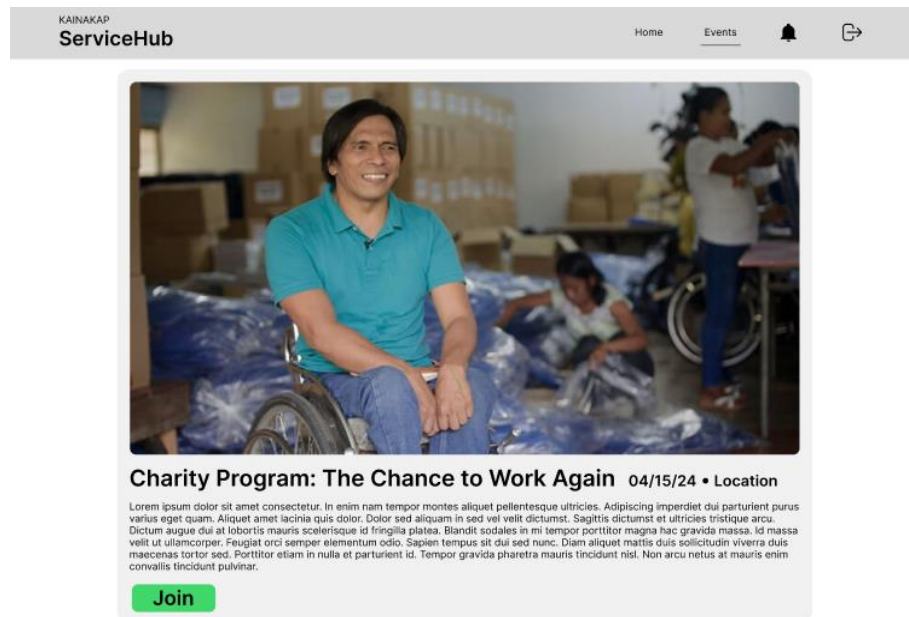 KAINAKAP
ServiceHub
Home
Events
Charity Program: The Chance to Work Again 04/15/24 • Location
Lorem ipsum dolor sit amet consectetur. In enim nam tempor montes aliquet pellentesque ultricies. Adipiscing imperdiet dui parturient purus
varius eget quam. Aliquet amet lacinia quis dolor. Dolor sed aliquam in sed vel velit dictumst. Sagittis dictumst et ultricies tristique arcu.
Dictum augue dui at lobortis mauris scelerisque id fringilla platea. Blandit sodales in mi tempor porttitor magna hac gravida massa. Id massa
velit ut ullamcorper. Feugiat orci semper elementum odio. Sapien tempus sit dui sed nunc. Diam aliquet mattis duis sollicitudin viverra duis
maecenas tortor sed. Porttitor etiam in nulla et parturient id. Tempor gravida pharetra mauris tincidunt nisl. Non arcu netus at mauris enim
convallis tincidunt pulvinar.
Join